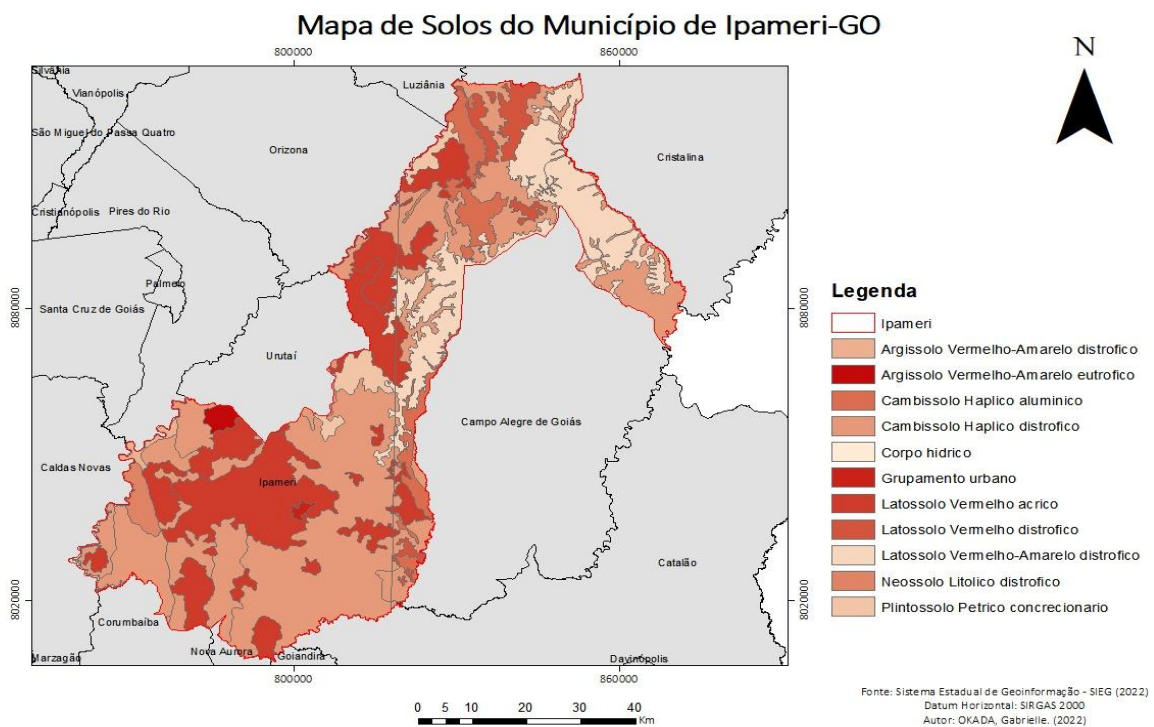 Mapa de Solos do Município de Ipameri-GO
800000
860000
N
Silvânia
Luziânia
Vianópolis
São Miguel do Passa Quatro
Orizona
Cristalina
Cristianópolis
Pires do Rio
Palmelo
Santa Cruz de Goiás
8080000
8080000
Urutaí
Campo Alegre de Goiás
Caldas Novas
Ipameri
Catalão
8020000
8020000
Corumbaíba
Marzagão
Nova Aurora
Goiandira
Davinópolis
800000
860000
0 5 10 20 30 40
Km
Legenda
Ipameri
Argissolo Vermelho-Amarelo distrofico
Argissolo Vermelho-Amarelo eutrofico
Cambissolo Haplico aluminico
Cambissolo Haplico distrofico
Corpo hidrico
Grupamento urbano
Latossolo Vermelho acrico
Latossolo Vermelho distrofico
Latossolo Vermelho-Amarelo distrofico
Neossolo Litolico distrofico
Plintossolo Petrico concrecionario
Fonte: Sistema Estadual de Geoinformação - SIEG (2022)
Datum Horizontal: SIRGAS 2000
Autor: OKADA, Gabrielle. (2022)